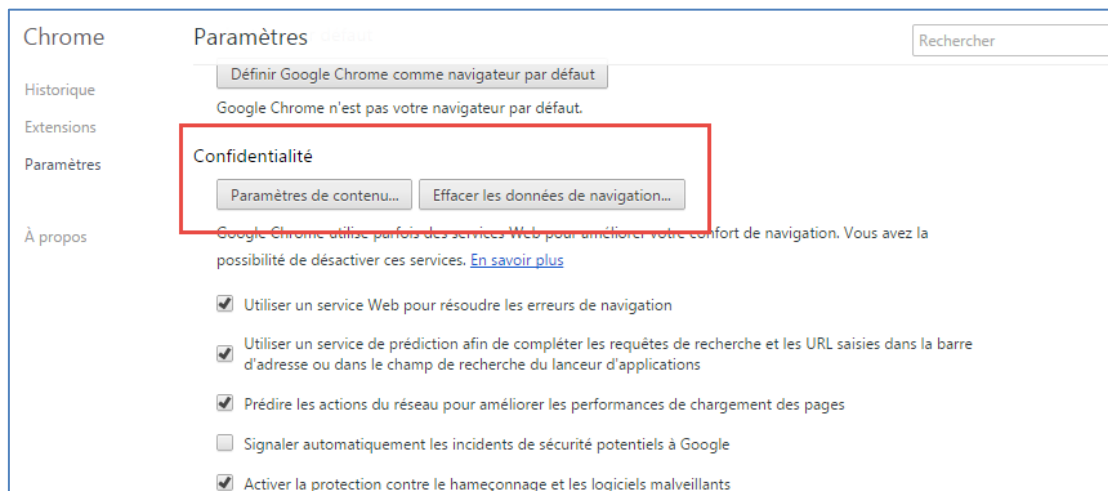 Chrome
Paramètres
Rechercher
Historique
Extensions
Paramètres
À propos
Définir Google Chrome comme navigateur par défaut
Google Chrome n'est pas votre navigateur par défaut.
Confidentialité
Paramètres de contenu...
Effacer les données de navigation...
Google Chrome utilise parfois des services Web pour améliorer votre confort de navigation. Vous avez la
possibilité de désactiver ces services. En savoir plus
Utiliser un service Web pour résoudre les erreurs de navigation
Utiliser un service de prédiction afin de compléter les requêtes de recherche et les URL saisies dans la barre
d'adresse ou dans le champ de recherche du lanceur d'applications
Prédire les actions du réseau pour améliorer les performances de chargement des pages
Signaler automatiquement les incidents de sécurité potentiels à Google
Activer la protection contre le hameçonnage et les logiciels malveillants